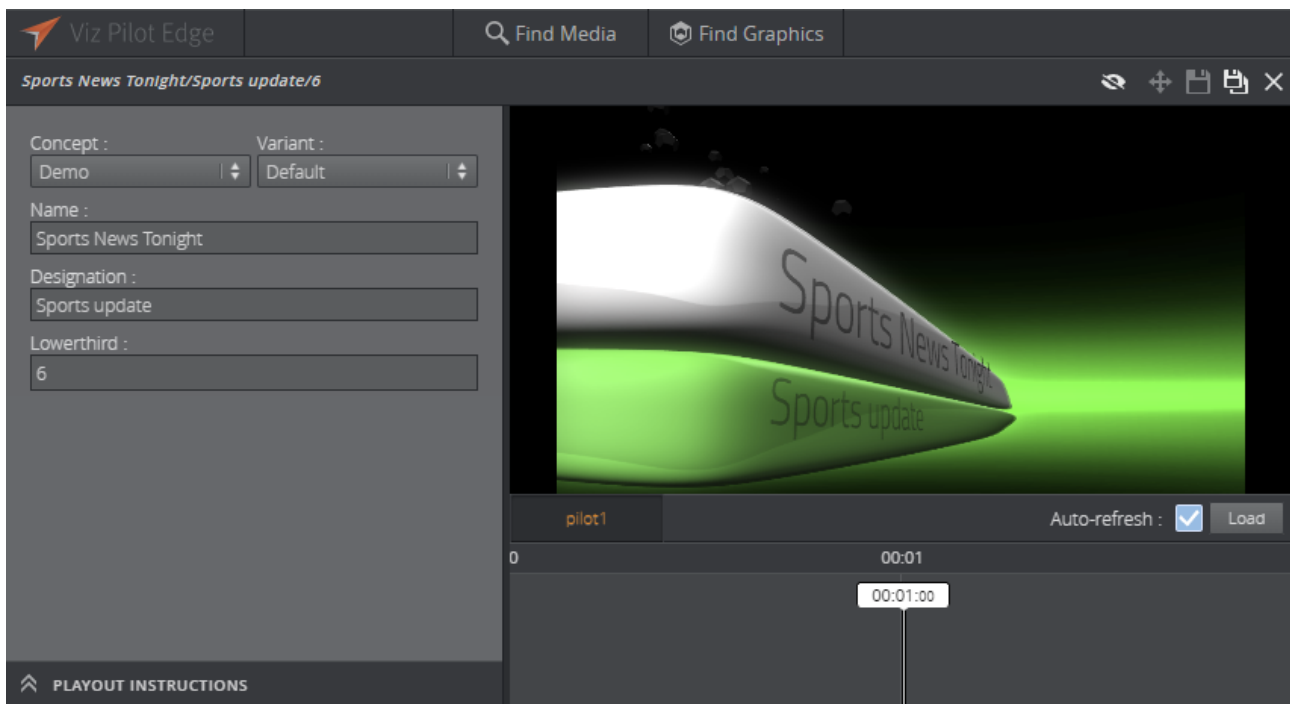 Viz Pilot Edge
Find Media
Find Graphics
Sports News Tonight/Sports update/6
Concept :
Variant :
Demo
Default
Name :
Sports News Tonight
Designation :
Sports update
Lowerthird :
6
Sports News Tonight
Sports update
pilot1
Auto-refresh :
Load
0
00:01
00:01:00
PLAYOUT INSTRUCTIONS